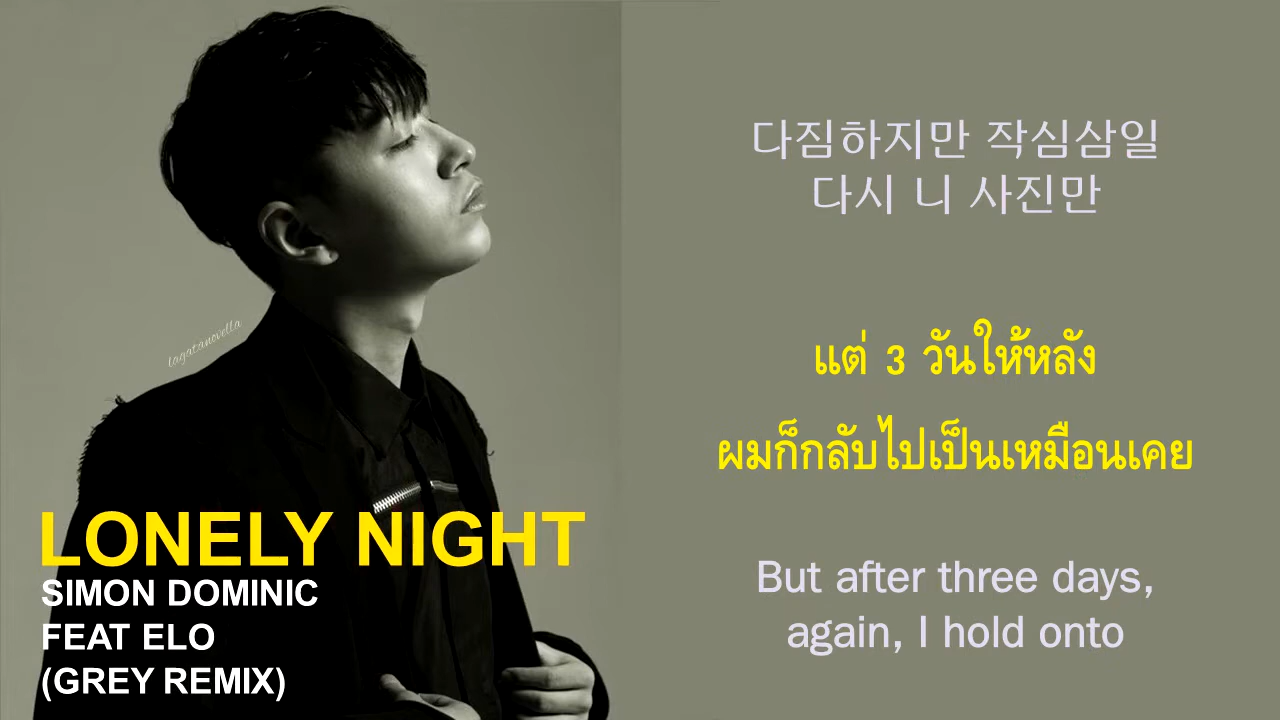 다짐하지만 작심삼일
다시 니 사진만
แต่ 3 วันให้หลัง
ผมก็กลับไปเป็นเหมือนเคย
But after three days,
again, I hold onto
lagatanovella
LONELY NIGHT
SIMON DOMINIC
FEAT ELO
(GREY REMIX)